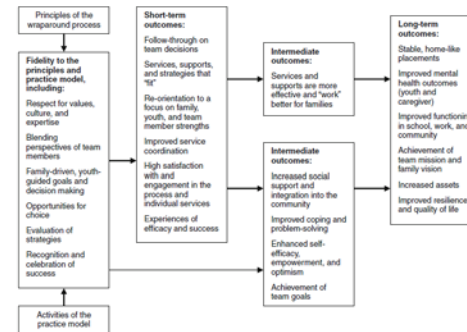 Principles of the
wraparound process
Fidelity to the
principles and
practice model,
including:
Respect for values,
culture, and
expertise
Blending
perspectives of team
members
Family-driven, youth-
guided goals and
decision making
Opportunities for
choice
Evaluation of
strategies
Recognition and
celebration of
success
Activities of the
practice model
Short-term
outcomes:
Follow-through on
team decisions
Services, supports,
and strategies that
"fit"
Re-orientation to a
focus on family,
youth, and team
member strengths
Improved service
coordination
High satisfaction
with and
engagement in the
process and
individual services
Experiences of
efficacy and success
Intermediate
outcomes:
Services and
supports are more
effective and "work"
better for families
Intermediate
outcomes:
Increased social
support and
integration into the
community
Improved coping and
problem-solving
Enhanced self-
efficacy,
empowerment, and
optimism
Achievement of
team goals
Long-term
outcomes:
Stable, home-like
placements
Improved mental
health outcomes
(youth and
caregiver)
Improved functionin
in school, work, and
community
Achievement of
team mission and
family vision
Increased assets
Improved resilience
and quality of life